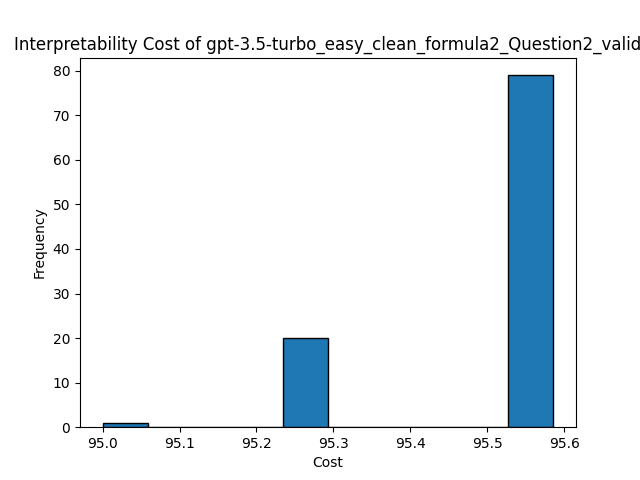 Interpretability Cost of gpt-3.5-turbo_easy_clean_formula2_Question2_valid
80
70
60
50
40
30
20
10
0
Frequency
95.0 95.1 95.2 95.3 95.4 95.5 95.6
Cost